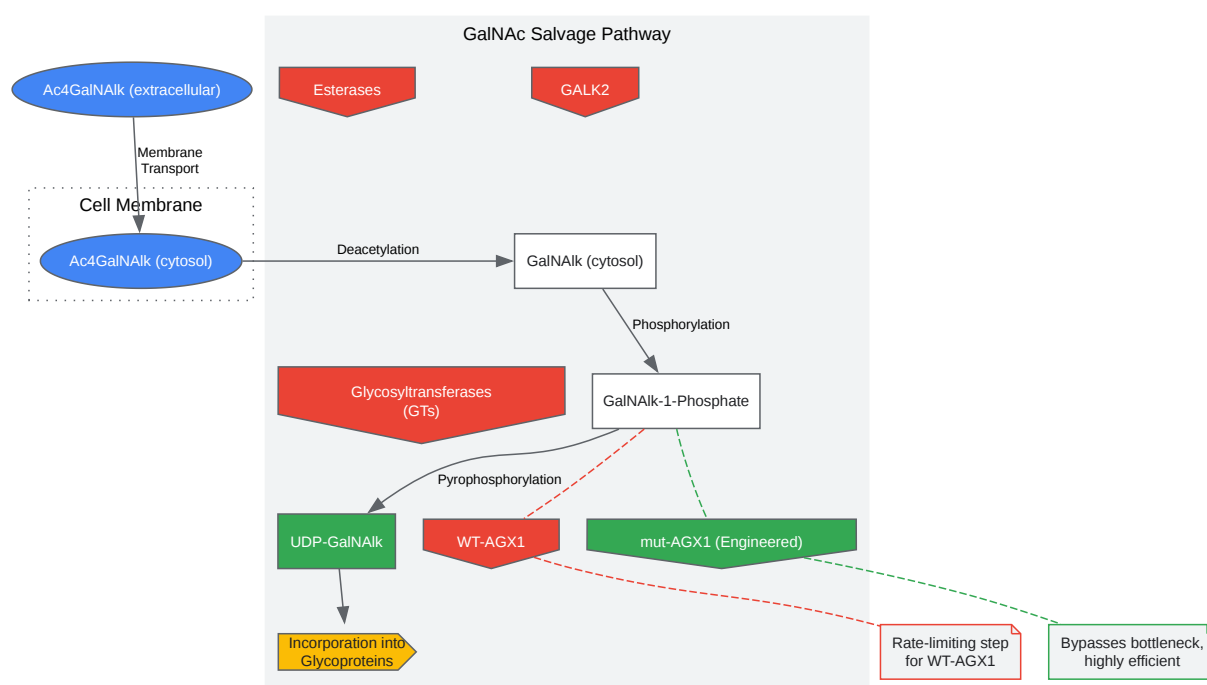 GalNAc Salvage Pathway
Ac4GalNAlk (extracellular)
Esterases
GALK2
Membrane
Transport
Cell Membrane
Ac4GalNAlk (cytosol)
Deacetylation
GalNAlk (cytosol)
Phosphorylation
Glycosyltransferases
(GTs)
GalNAlk-1-Phosphate
Pyrophosphorylation
UDP-GalNAlk
WT-AGX1
mut-AGX1 (Engineered)
Incorporation into
Glycoproteins
Rate-limiting step
for WT-AGX1
Bypasses bottleneck,
highly efficient